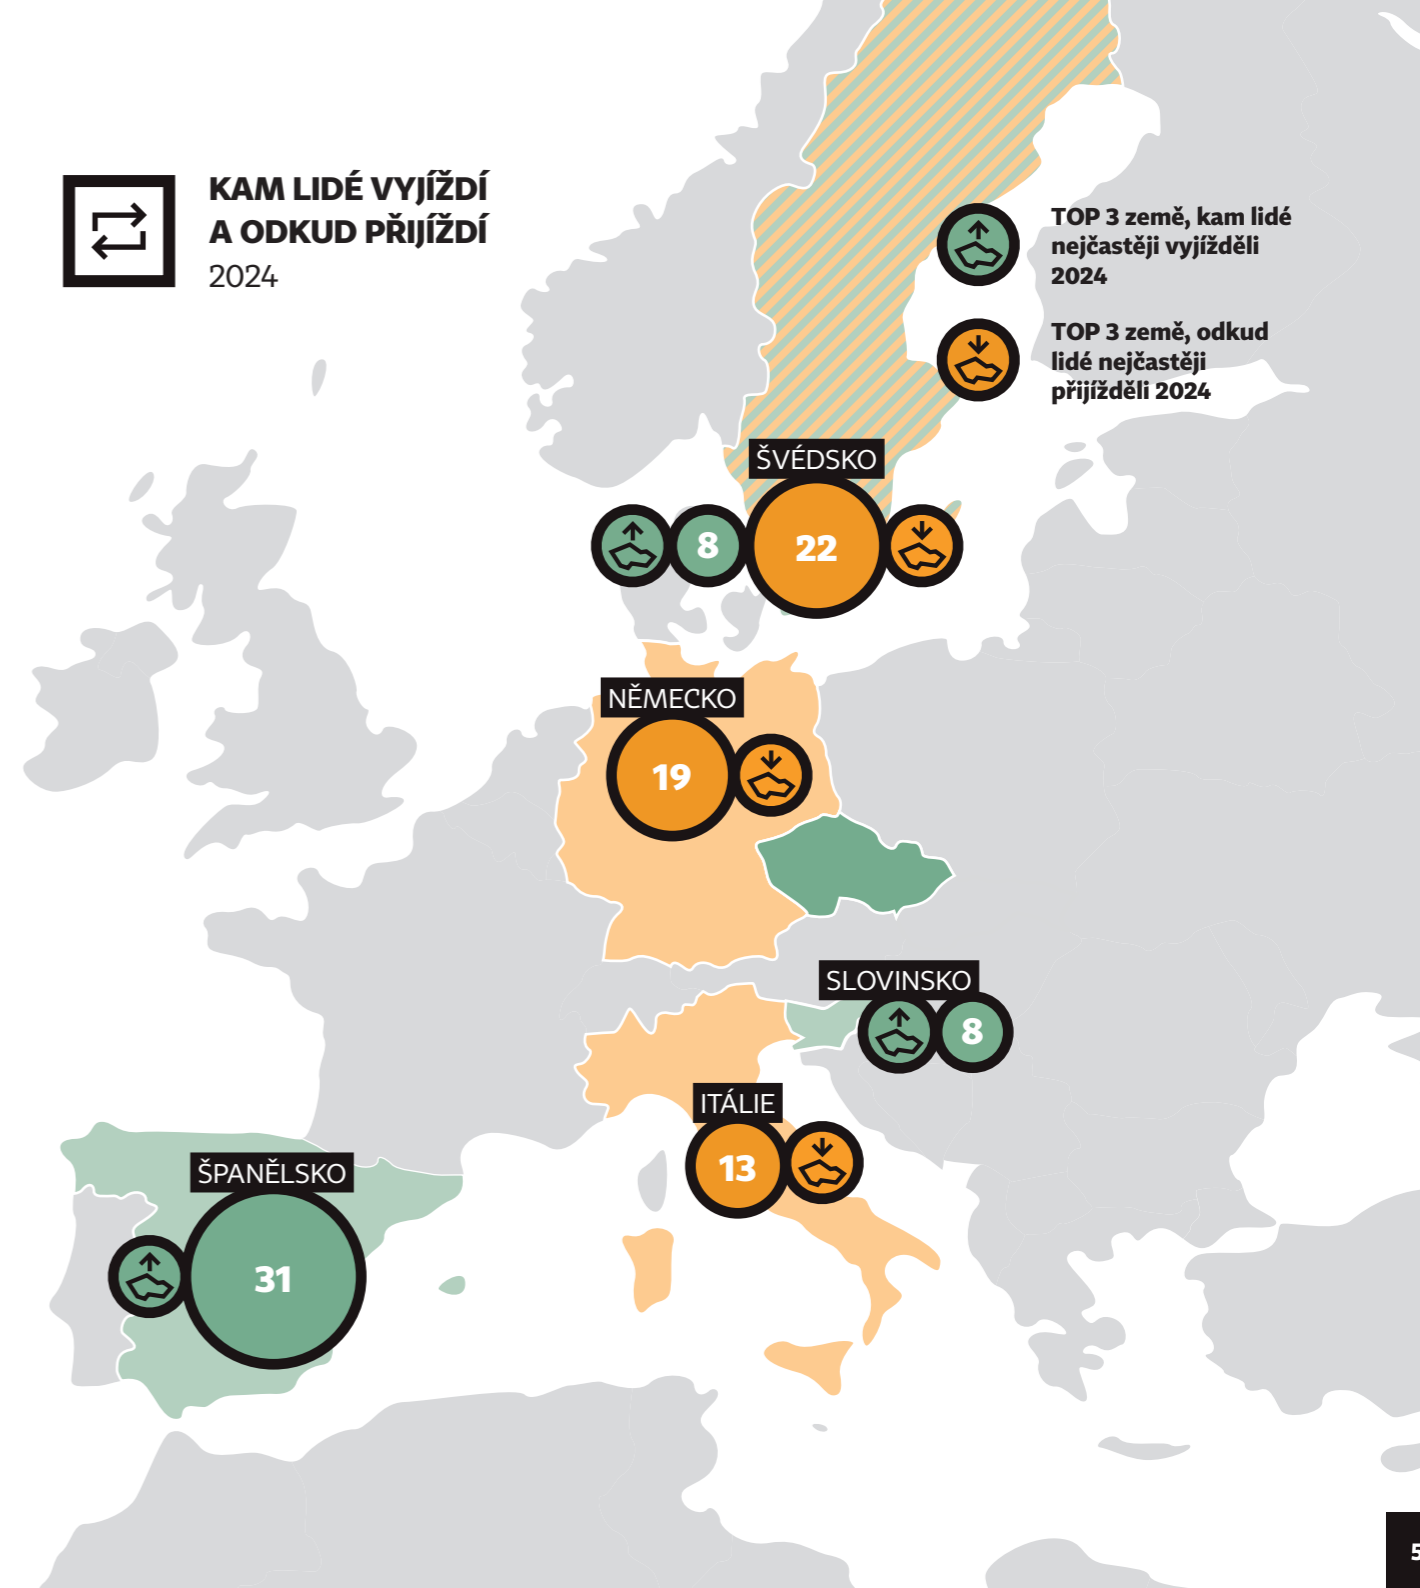 KAM LIDÉ VYJÍŽDÍ
A ODKUD PŘIJÍŽDÍ
2024
TOP 3 země, kam lidé
nejčastěji vyjížděli
2024
TOP 3 země, odkud
lidé nejčastěji
přijížděli 2024
ŠVÉDSKO
8
22
NĚMECKO
19
SLOVINSKO
8
ITÁLIE
13
ŠPANĚLSKO
31
5